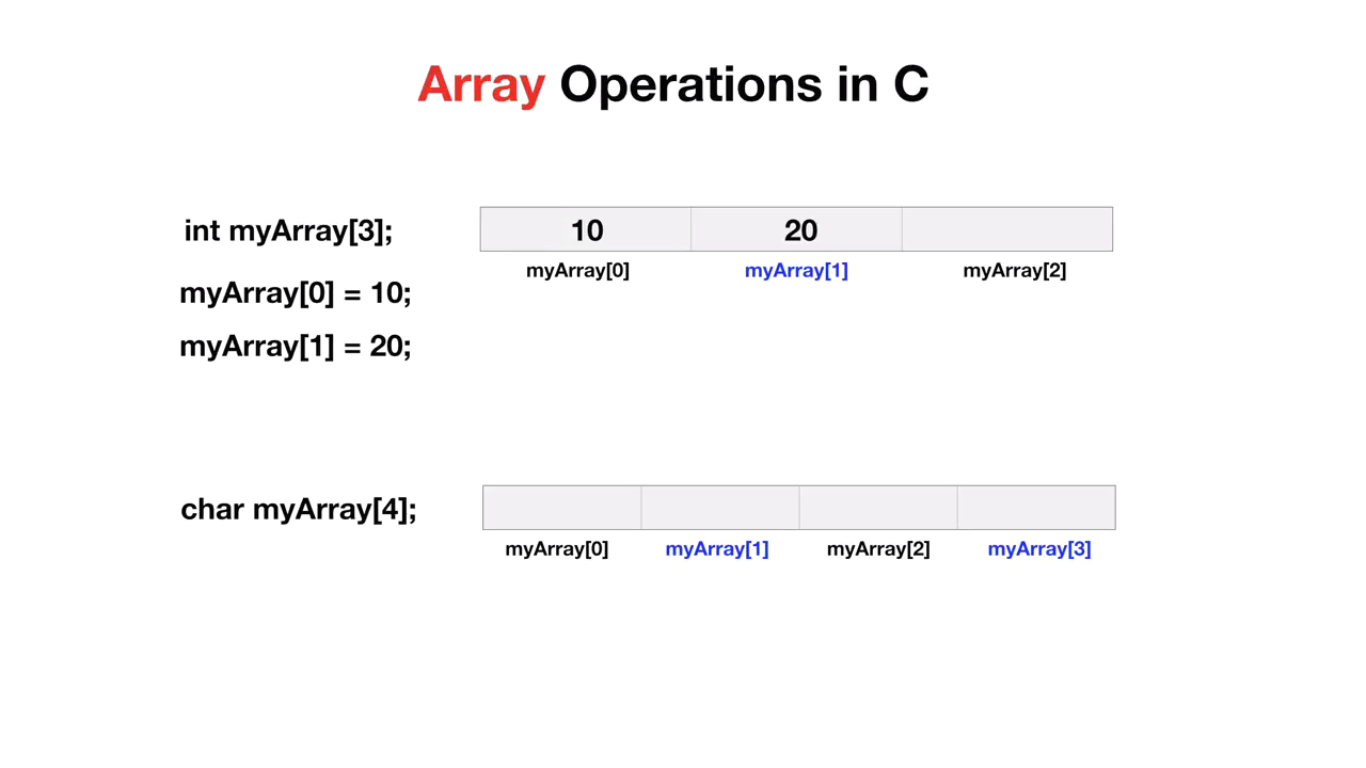 Array Operations in C
int myArray[3];
10 20
myArray[0] myArray[1] myArray[2]
myArray[0] = 10;
myArray[1] = 20;
char myArray[4];
myArray[0] myArray[1] myArray[2] myArray[3]